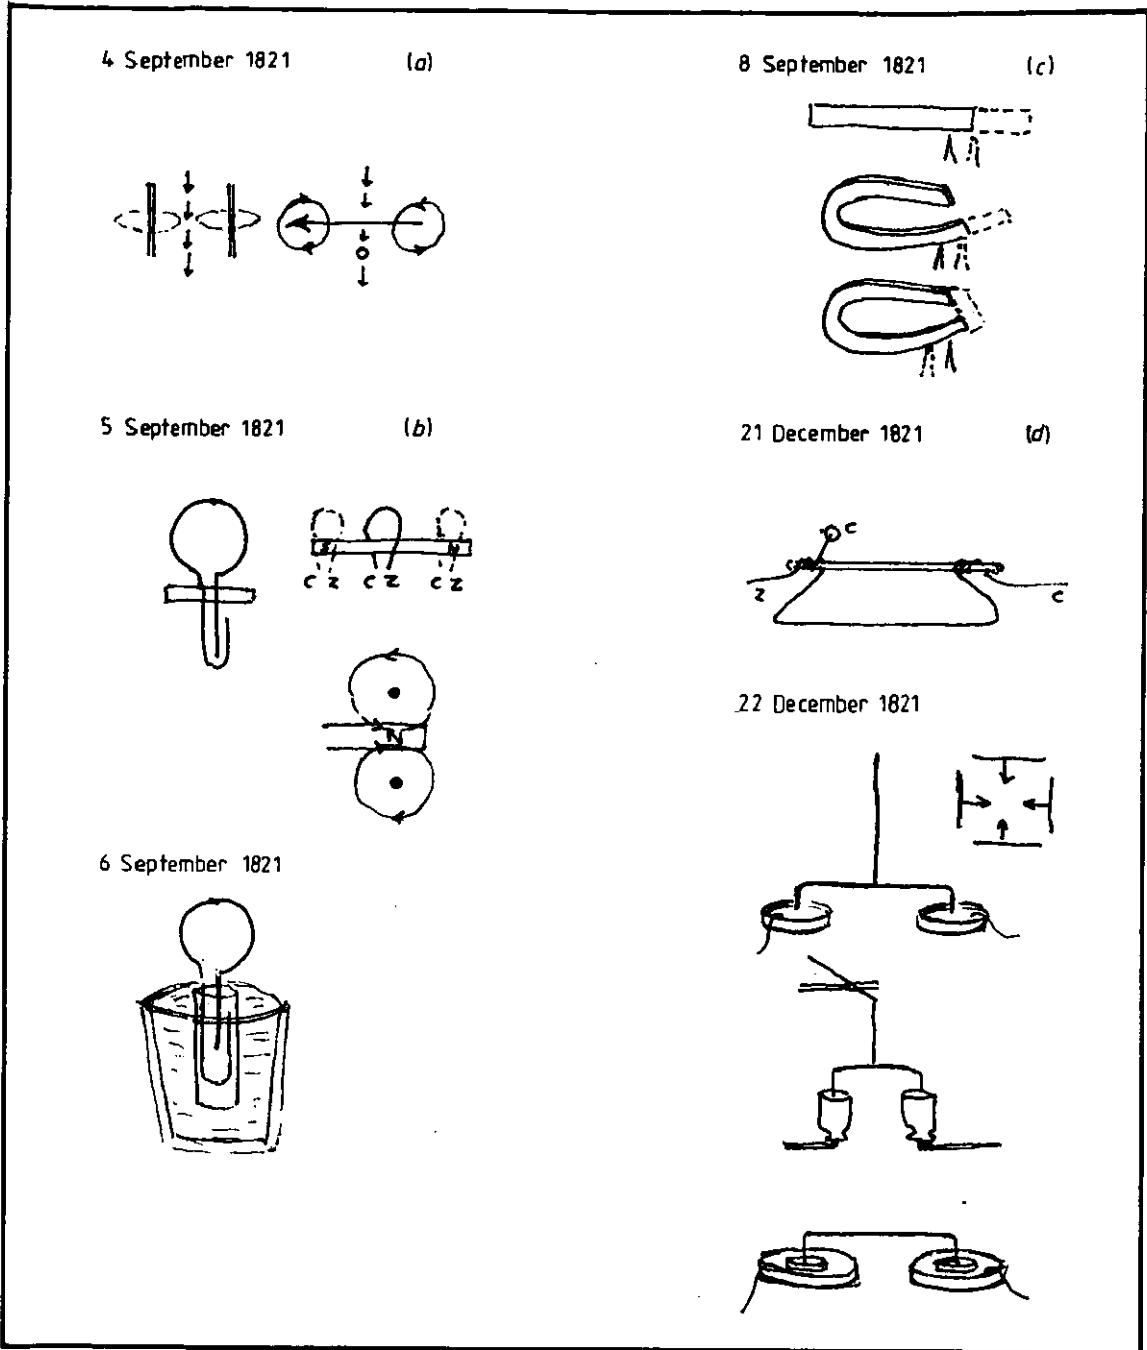 4 September 1821 (a)
5 September 1821 (b)
S N
C Z C Z C Z
N
6 September 1821
8 September 1821 (c)
21 December 1821 (d)
C
Z C
22 December 1821